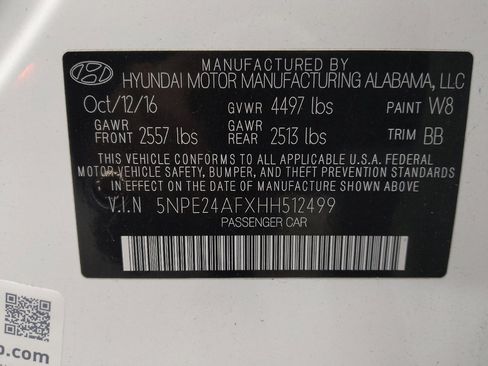 MANUFACTURED BY
HYUNDAI MOTOR MANUFACTURING ALABAMA, LLC
Oct/12/16 GVWR 4497 lbs PAINT W8
GAWR FRONT 2557 lbs GAWR REAR 2513 lbs TRIM BB
THIS VEHICLE CONFORMS TO ALL APPLICABLE U.S.A. FEDERAL
MOTOR-VEHICLE SAFETY, BUMPER, AND THEFT PREVENTION STANDARDS
IN EFFECT ON THE DATE OF MANUFACTURE SHOWN ABOVE.
V.I.N 5NPE24AFXHH512499
PASSENGER CAR
o.com